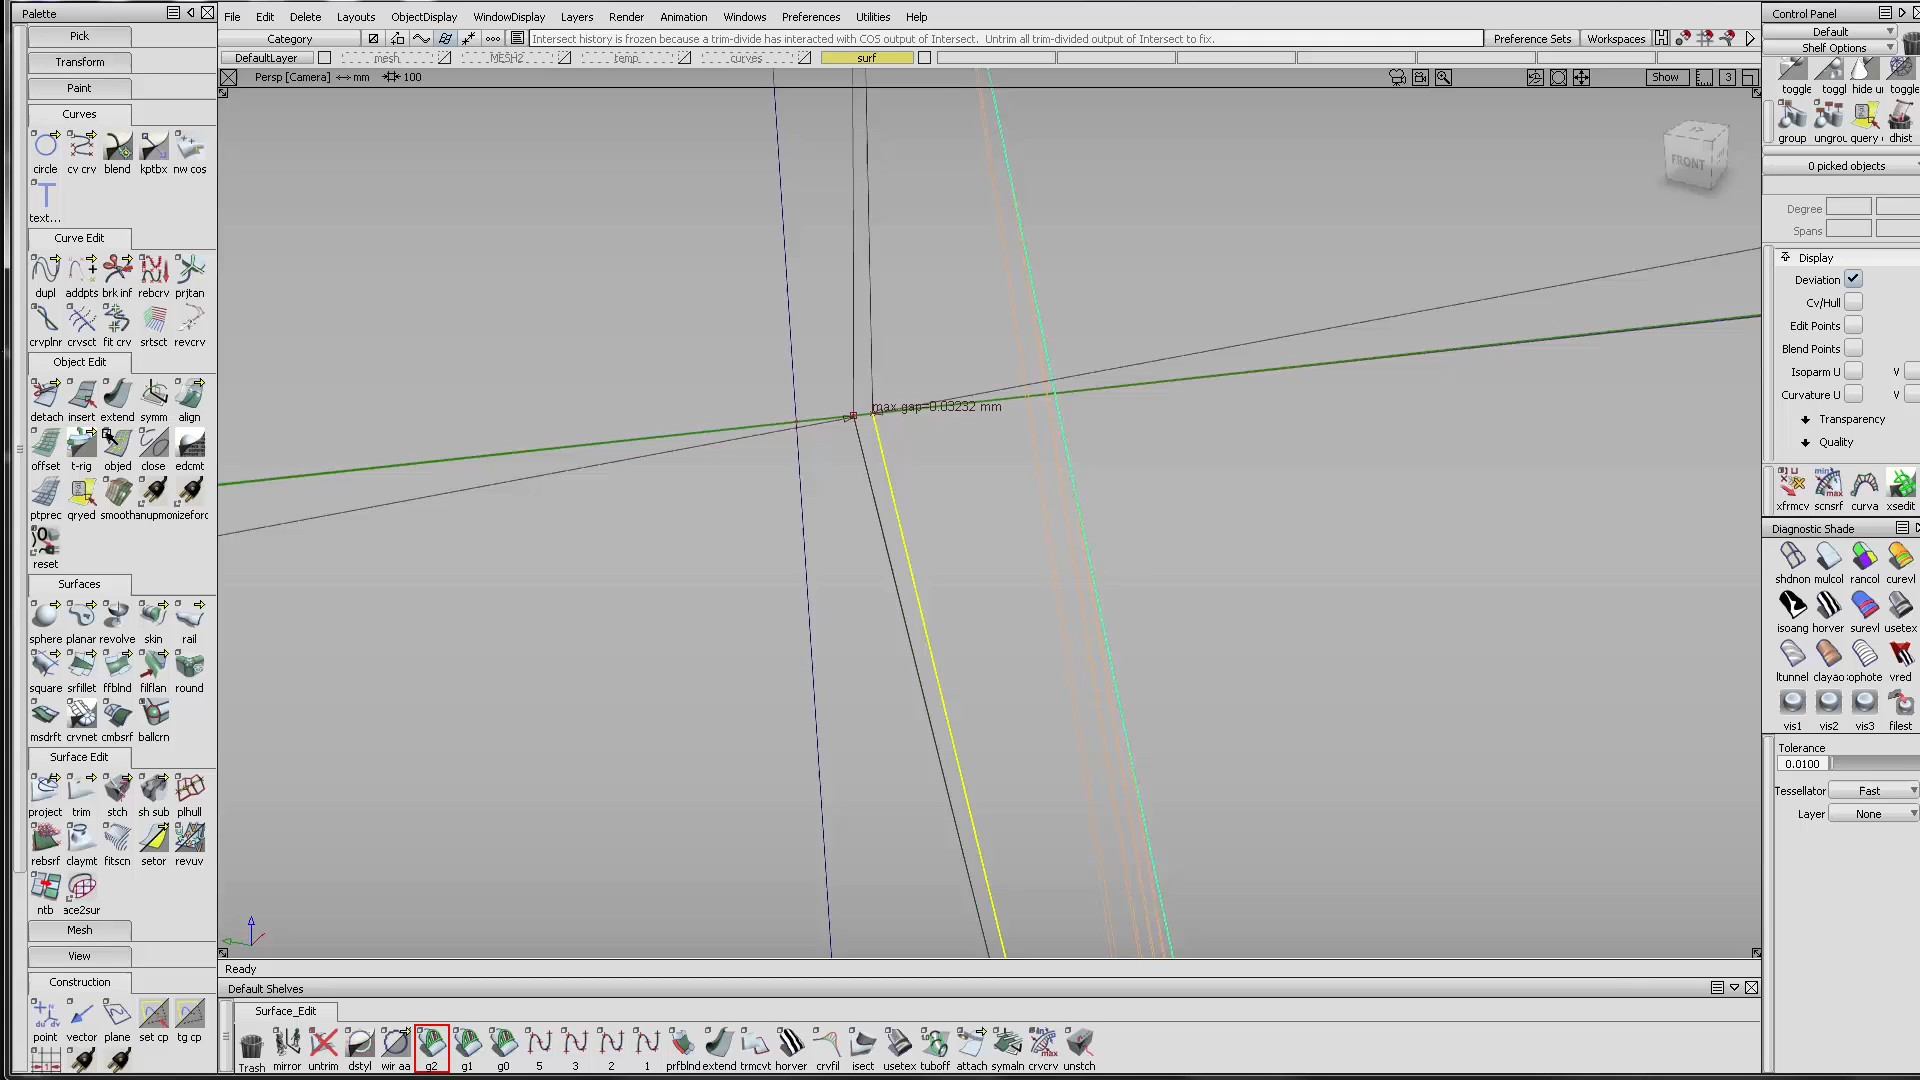 Palette
Pick
Transform
Paint
Curves
circle cv crv blend kptbx nw cos
text...
Curve Edit
dupl addpts brk inf rebcrv prjtan
crvplnr crvsct fit crv srtsct revcrv
Object Edit
detach insert extend symm align
offset t-rig objed close edcmt
ptprec qryed smooth anupm omizeforc
reset
Surfaces
sphere planar revolve skin rail
square srfillet ffblnd filflan round
msdrft crvnet cmbsrf ballcrn
Surface Edit
project trim stch sh sub plhull
rebsrf claymt fitscn setor revuv
ntb ace2sur
Mesh
View
Construction
point vector plane set cp tg cp
File Edit Delete Layouts ObjectDisplay WindowDisplay Layers Render Animation Windows Preferences Utilities Help
Category
Intersect history is frozen because a trim-divide has interacted with COS output of Intersect. Untrim all trim-divided output of Intersect to fix.
Preference Sets Workspaces
DefaultLayer mesh MESH2 temp curves surf
Persp [Camera] mm 100
Show 3
FRONT
max gap=0.03232 mm
Ready
Default Shelves
Surface_Edit
Trash mirror untrim dstyl wir aa g2 g1 g0 5 3 2 1 prfblnd extend trmcvt horver crvfil isect usetex tuboff attach symaln crvcrv unstch
Control Panel
Default
Shelf Options
toggle toggl hide u toggle
group ungrou query dhist
0 picked objects
Degree
Spans
Display
Deviation
Cv/Hull
Edit Points
Blend Points
Isoparm U V
Curvature U V
Transparency
Quality
xfrmcv scnsrf curva xsedit
Diagnostic Shade
shdnon mulcol rancol curevl
isoang horver surevl usetex
ltunnel clayao ophote vred
vis1 vis2 vis3 filest
Tolerance
0.0100
Tessellator Fast
Layer None